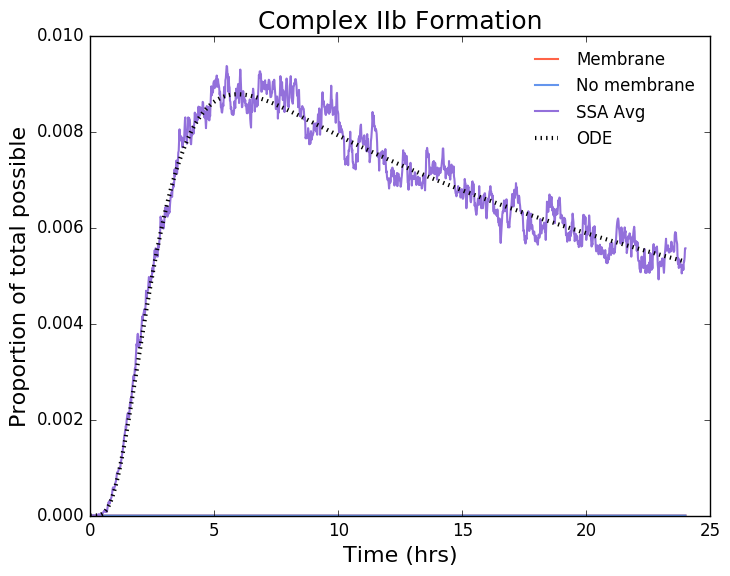 Complex IIb Formation
0.010
0.008
0.006
0.004
0.002
0.000
Proportion of total possible
Membrane
No membrane
SSA Avg
ODE
0 5 10 15 20 25
Time (hrs)